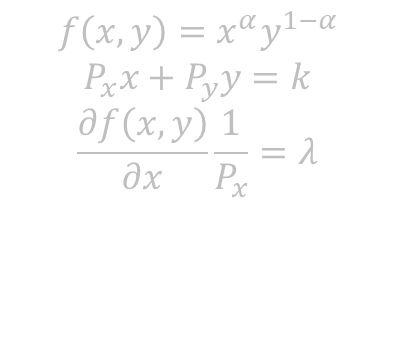 f(x, y) = x^α y^{1−α}
P_x x + P_y y = k
∂f(x, y)/∂x 1/P_x = λ